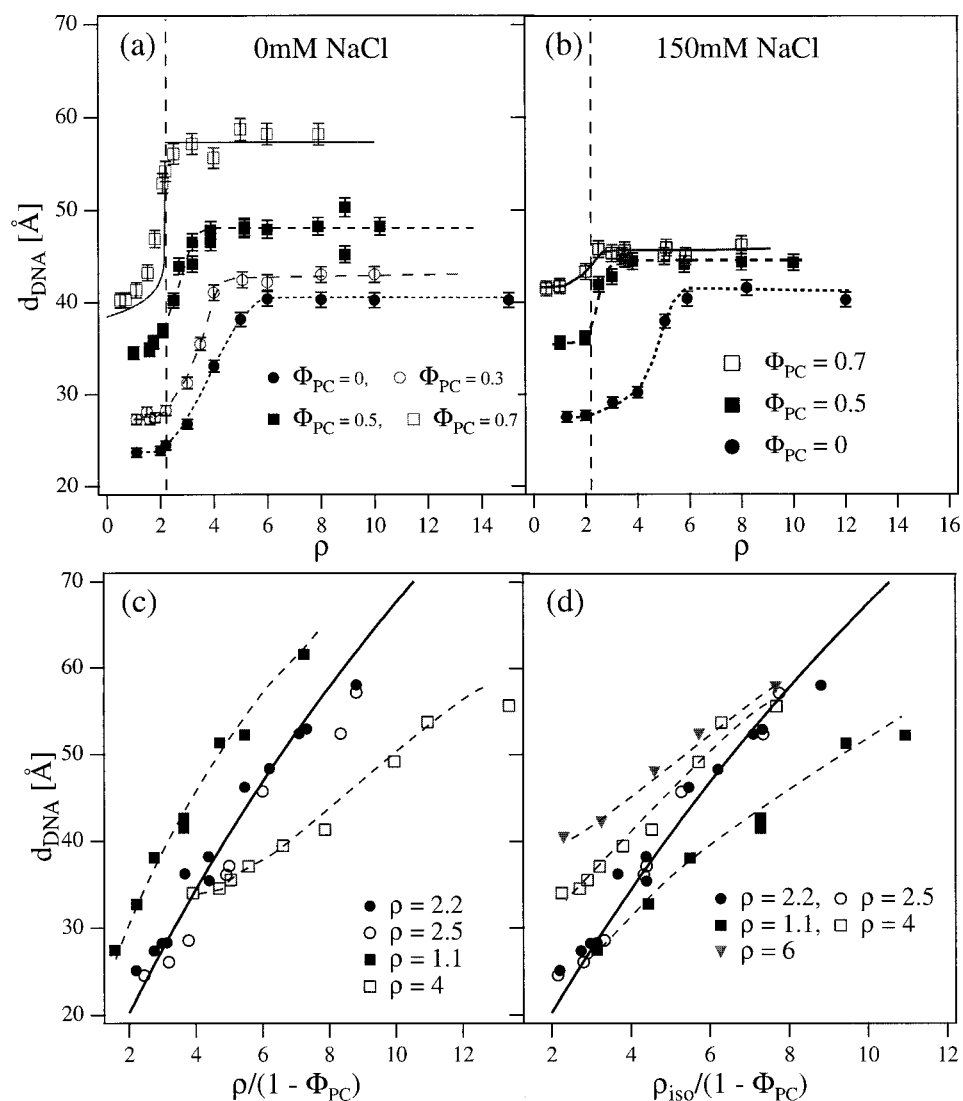 (a) 0mM NaCl
(b) 150mM NaCl
70
60
50
40
30
20
d_DNA [Å]
Φ_PC = 0, Φ_PC = 0.3
Φ_PC = 0.5, Φ_PC = 0.7
Φ_PC = 0.7
Φ_PC = 0.5
Φ_PC = 0
0 2 4 6 8 10 12 14
0 2 4 6 8 10 12 14 16
ρ
ρ
(c)
(d)
70
60
50
40
30
20
d_DNA [Å]
ρ = 2.2
ρ = 2.5
ρ = 1.1
ρ = 4
ρ = 2.2, ρ = 2.5
ρ = 1.1, ρ = 4
ρ = 6
2 4 6 8 10 12
2 4 6 8 10 12
ρ/(1 - Φ_PC)
ρ_iso/(1 - Φ_PC)